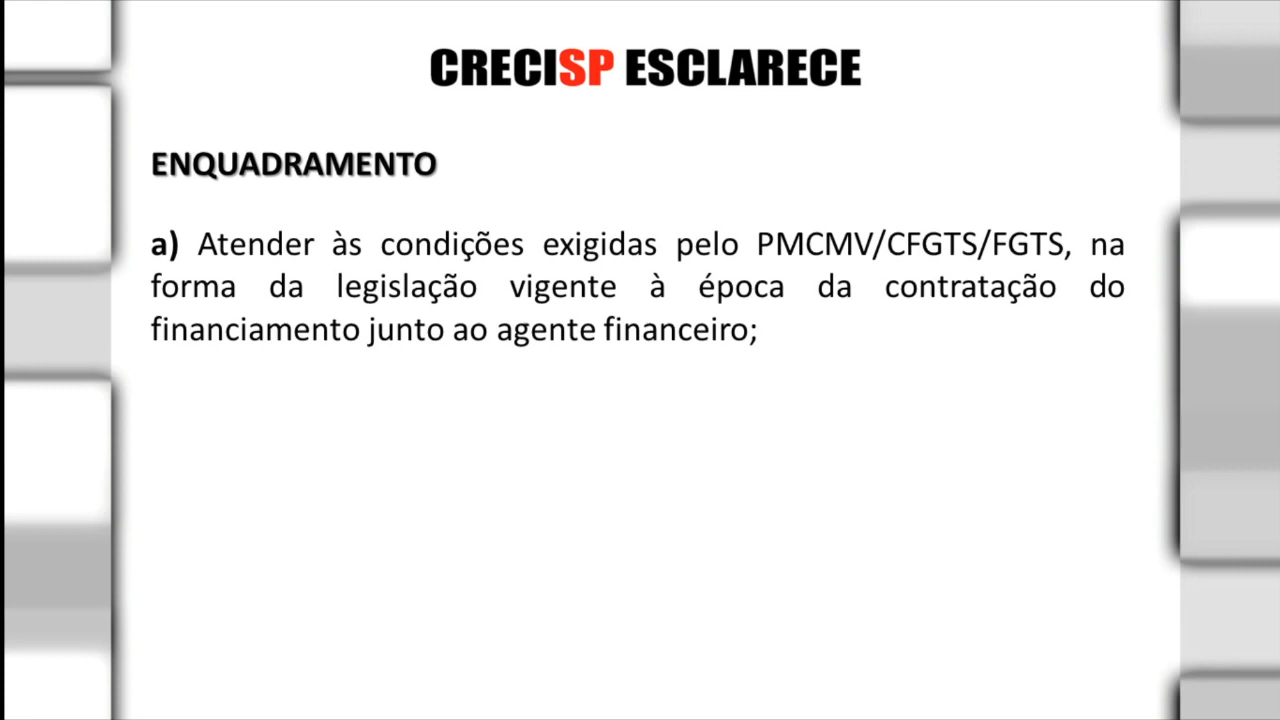 CRECISP ESCLARECE
ENQUADRAMENTO
a) Atender às condições exigidas pelo PMCMV/CFGTS/FGTS, na
forma da legislação vigente à época da contratação do
financiamento junto ao agente financeiro;